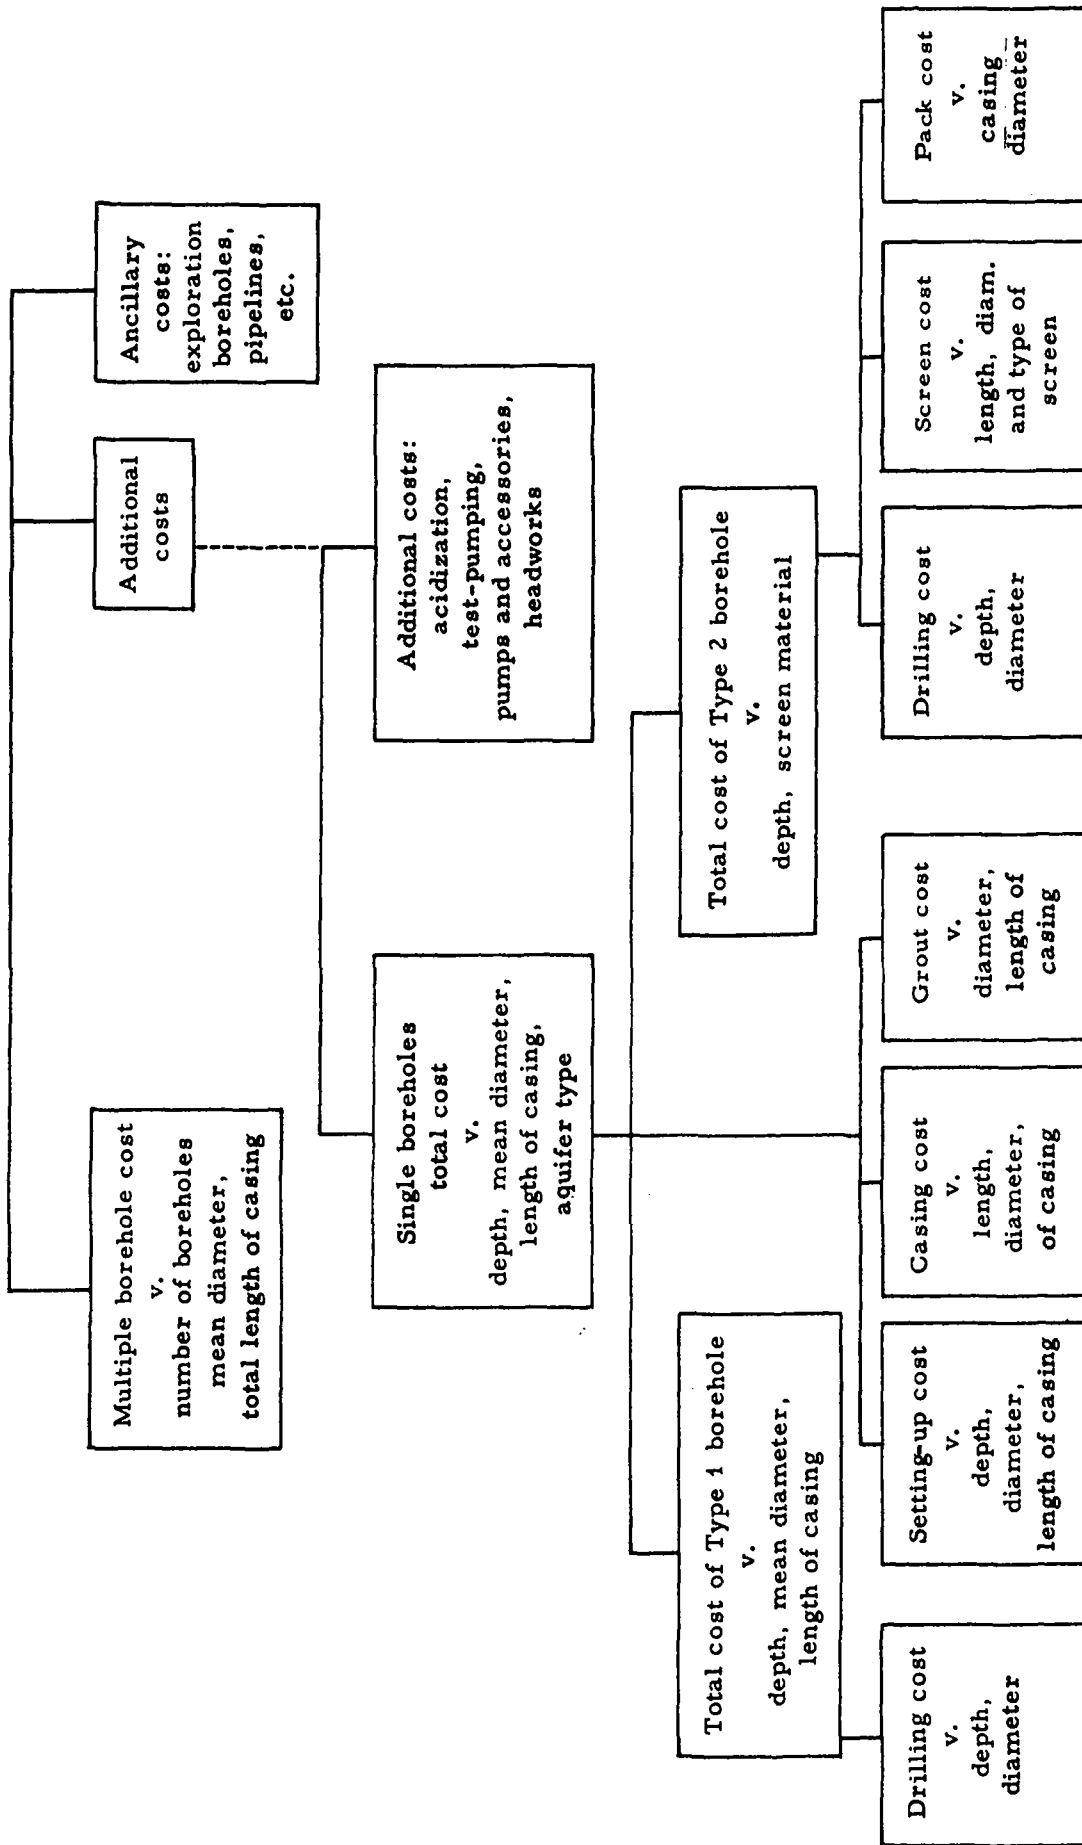 Multiple borehole cost
v.
number of boreholes
mean diameter,
total length of casing
Additional
costs
Ancillary
costs:
exploration
boreholes,
pipelines,
etc.
Single boreholes
total cost
v.
depth, mean diameter,
length of casing,
aquifer type
Additional costs:
acidization,
test-pumping,
pumps and accessories,
headworks
Total cost of Type 1 borehole
v.
depth, mean diameter,
length of casing
Total cost of Type 2 borehole
v.
depth, screen material
Drilling cost
v.
depth,
diameter
Setting-up cost
v.
depth,
diameter,
length of casing
Casing cost
v.
length,
diameter,
of casing
Grout cost
v.
diameter,
length of
casing
Drilling cost
v.
depth,
diameter
Screen cost
v.
length, diam.
and type of
screen
Pack cost
v.
casing
diameter